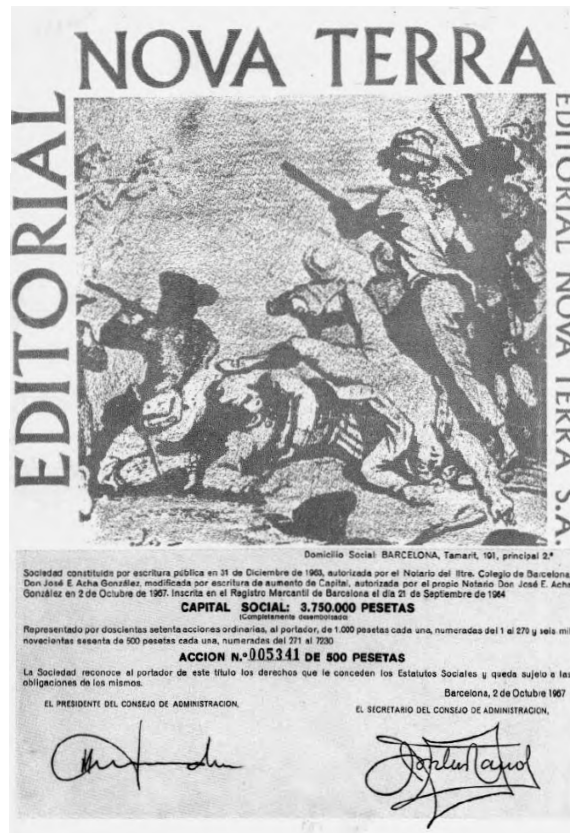 NOVA TERRA
EDITORIAL
EDITORIAL NOVA TERRA S.A.
Domicilio Social: BARCELONA, Tamarit, 191, principal 2.ª
Sociedad constituida por escritura pública en 31 de Diciembre de 1963, autorizada por el Notario del Iltre. Colegio de Barcelona
Don José E. Acha González, modificada por escritura de aumento de Capital, autorizada por el propio Notario Don José E. Acha
González en 2 de Octubre de 1967. Inscrita en el Registro Mercantil de Barcelona el día 21 de Septiembre de 1964
CAPITAL SOCIAL: 3.750.000 PESETAS
(Completamente desembolsado
Representado por doscientas setenta acciones ordinarias, al portador, de 1.000 pesetas cada una, numeradas del 1 al 270 y seis mil
novecientas sesenta de 500 pesetas cada una, numeradas del 271 al 7230
ACCION N.º 005341 DE 500 PESETAS
La Sociedad reconoce al portador de este título los derechos que le conceden los Estatutos Sociales y queda sujeto a las
obligaciones de los mismos.
Barcelona, 2 de Octubre 1967
EL PRESIDENTE DEL CONSEJO DE ADMINISTRACION,
EL SECRETARIO DEL CONSEJO DE ADMINISTRACION,